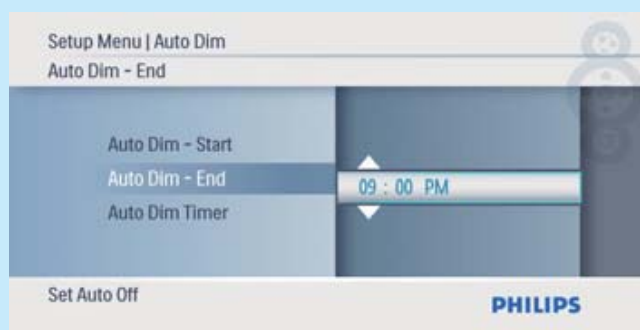 Setup Menu | Auto Dim
Auto Dim - End
Auto Dim - Start
Auto Dim - End
09 : 00 PM
Auto Dim Timer
Set Auto Off
PHILIPS